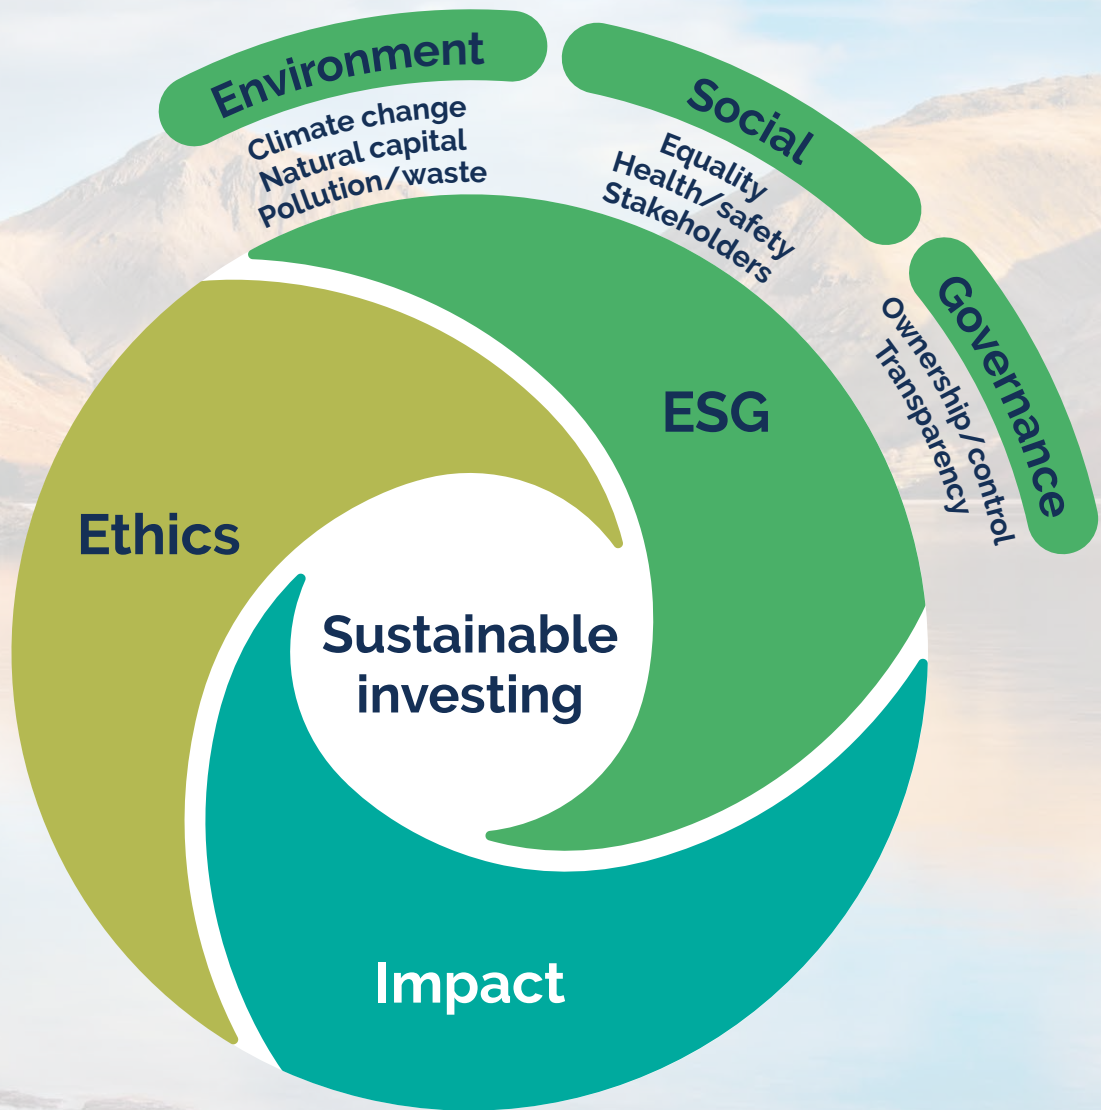 Environment
Climate change
Natural capital
Pollution/waste
Social
Equality
Health/safety
Stakeholders
Governance
Ownership/control
Transparency
ESG
Ethics
Sustainable
investing
Impact